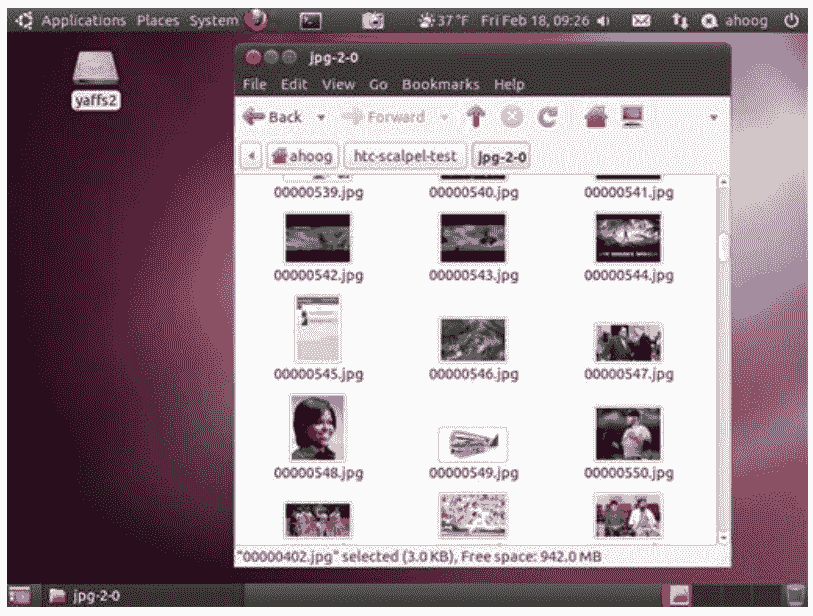 Applications Places System 37 °F Fri Feb 18, 09:26 ahoog
yaffs2
jpg-2-0
File Edit View Go Bookmarks Help
Back Forward
ahoog htc-scalpel-test jpg-2-0
00000539.jpg 00000540.jpg 00000541.jpg
00000542.jpg 00000543.jpg 00000544.jpg
00000545.jpg 00000546.jpg 00000547.jpg
00000548.jpg 00000549.jpg 00000550.jpg
"00000402.jpg" selected (3.0 KB), Free space: 942.0 MB
jpg-2-0